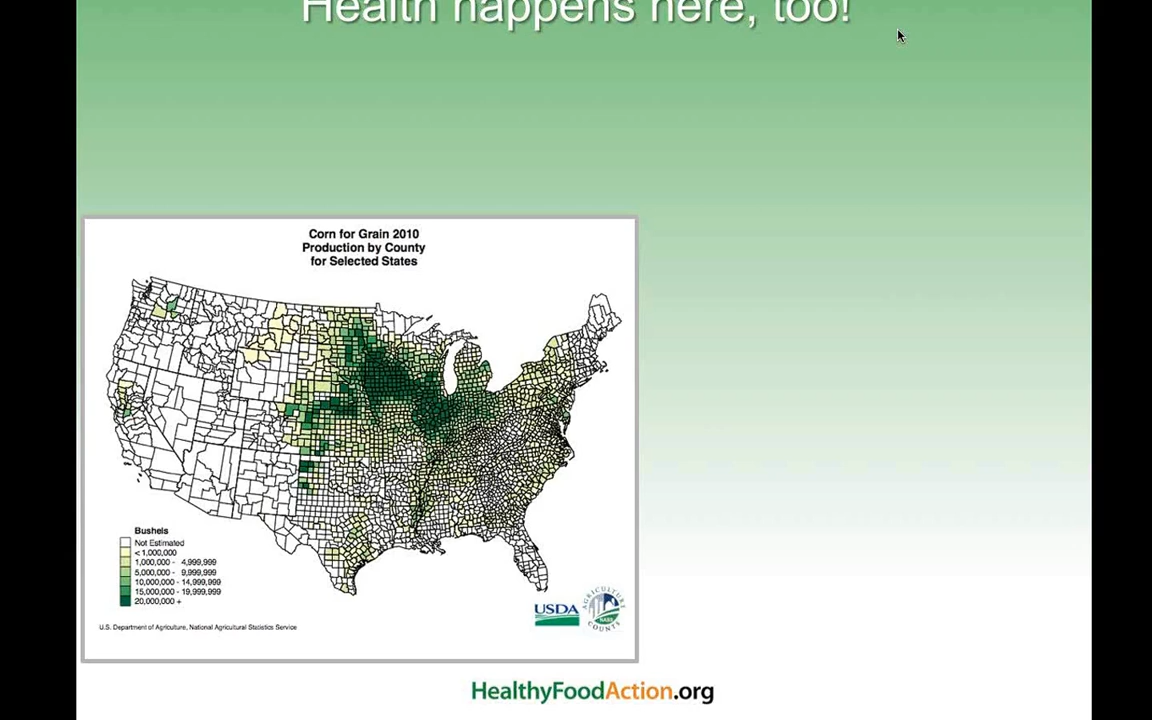 Health happens here, too!
Corn for Grain 2010
Production by County
for Selected States
Bushels
Not Estimated
< 1,000,000
1,000,000 - 4,999,999
5,000,000 - 9,999,999
10,000,000 - 14,999,999
15,000,000 - 19,999,999
20,000,000 +
USDA
AGRICULTURE
NASS
COUNTS
U.S. Department of Agriculture, National Agricultural Statistics Service
HealthyFoodAction.org